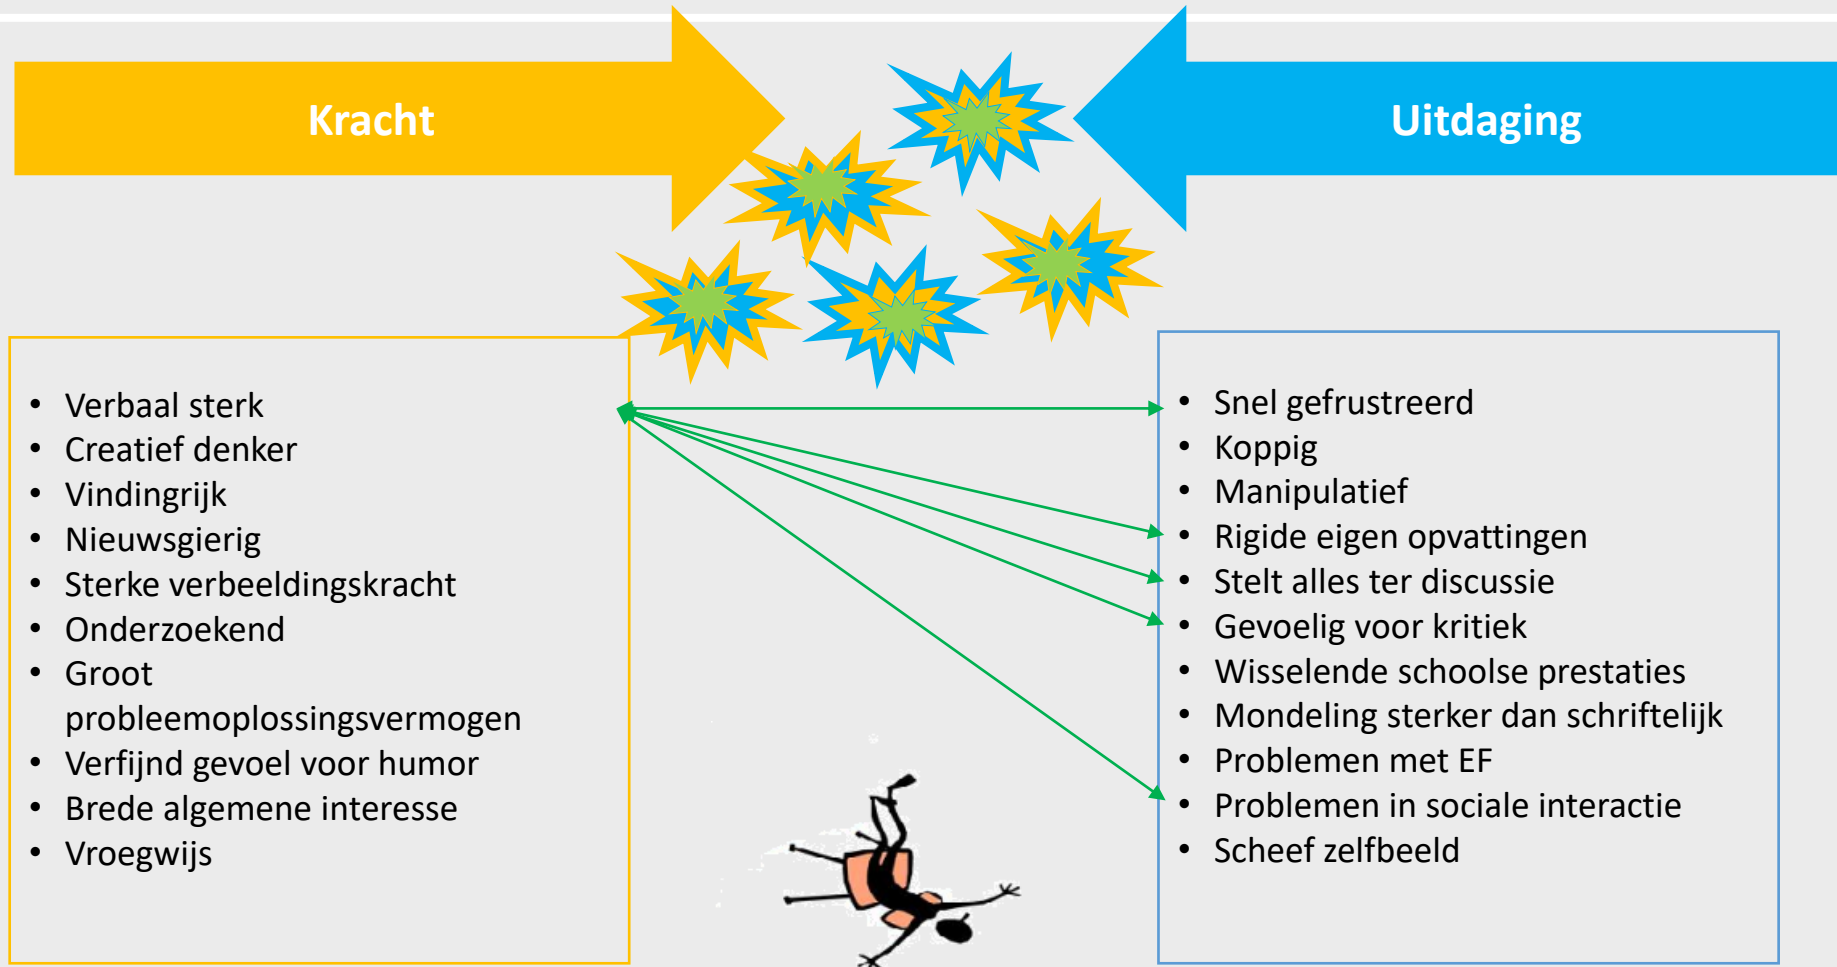 Kracht
Uitdaging
• Verbaal sterk
• Creatief denker
• Vindingrijk
• Nieuwsgierig
• Sterke verbeeldingskracht
• Onderzoekend
• Groot
probleemoplossingsvermogen
• Verfijnd gevoel voor humor
• Brede algemene interesse
• Vroegwijs
• Snel gefrustreerd
• Koppig
• Manipulatief
• Rigide eigen opvattingen
• Stelt alles ter discussie
• Gevoelig voor kritiek
• Wisselende schoolse prestaties
• Mondeling sterker dan schriftelijk
• Problemen met EF
• Problemen in sociale interactie
• Scheef zelfbeeld